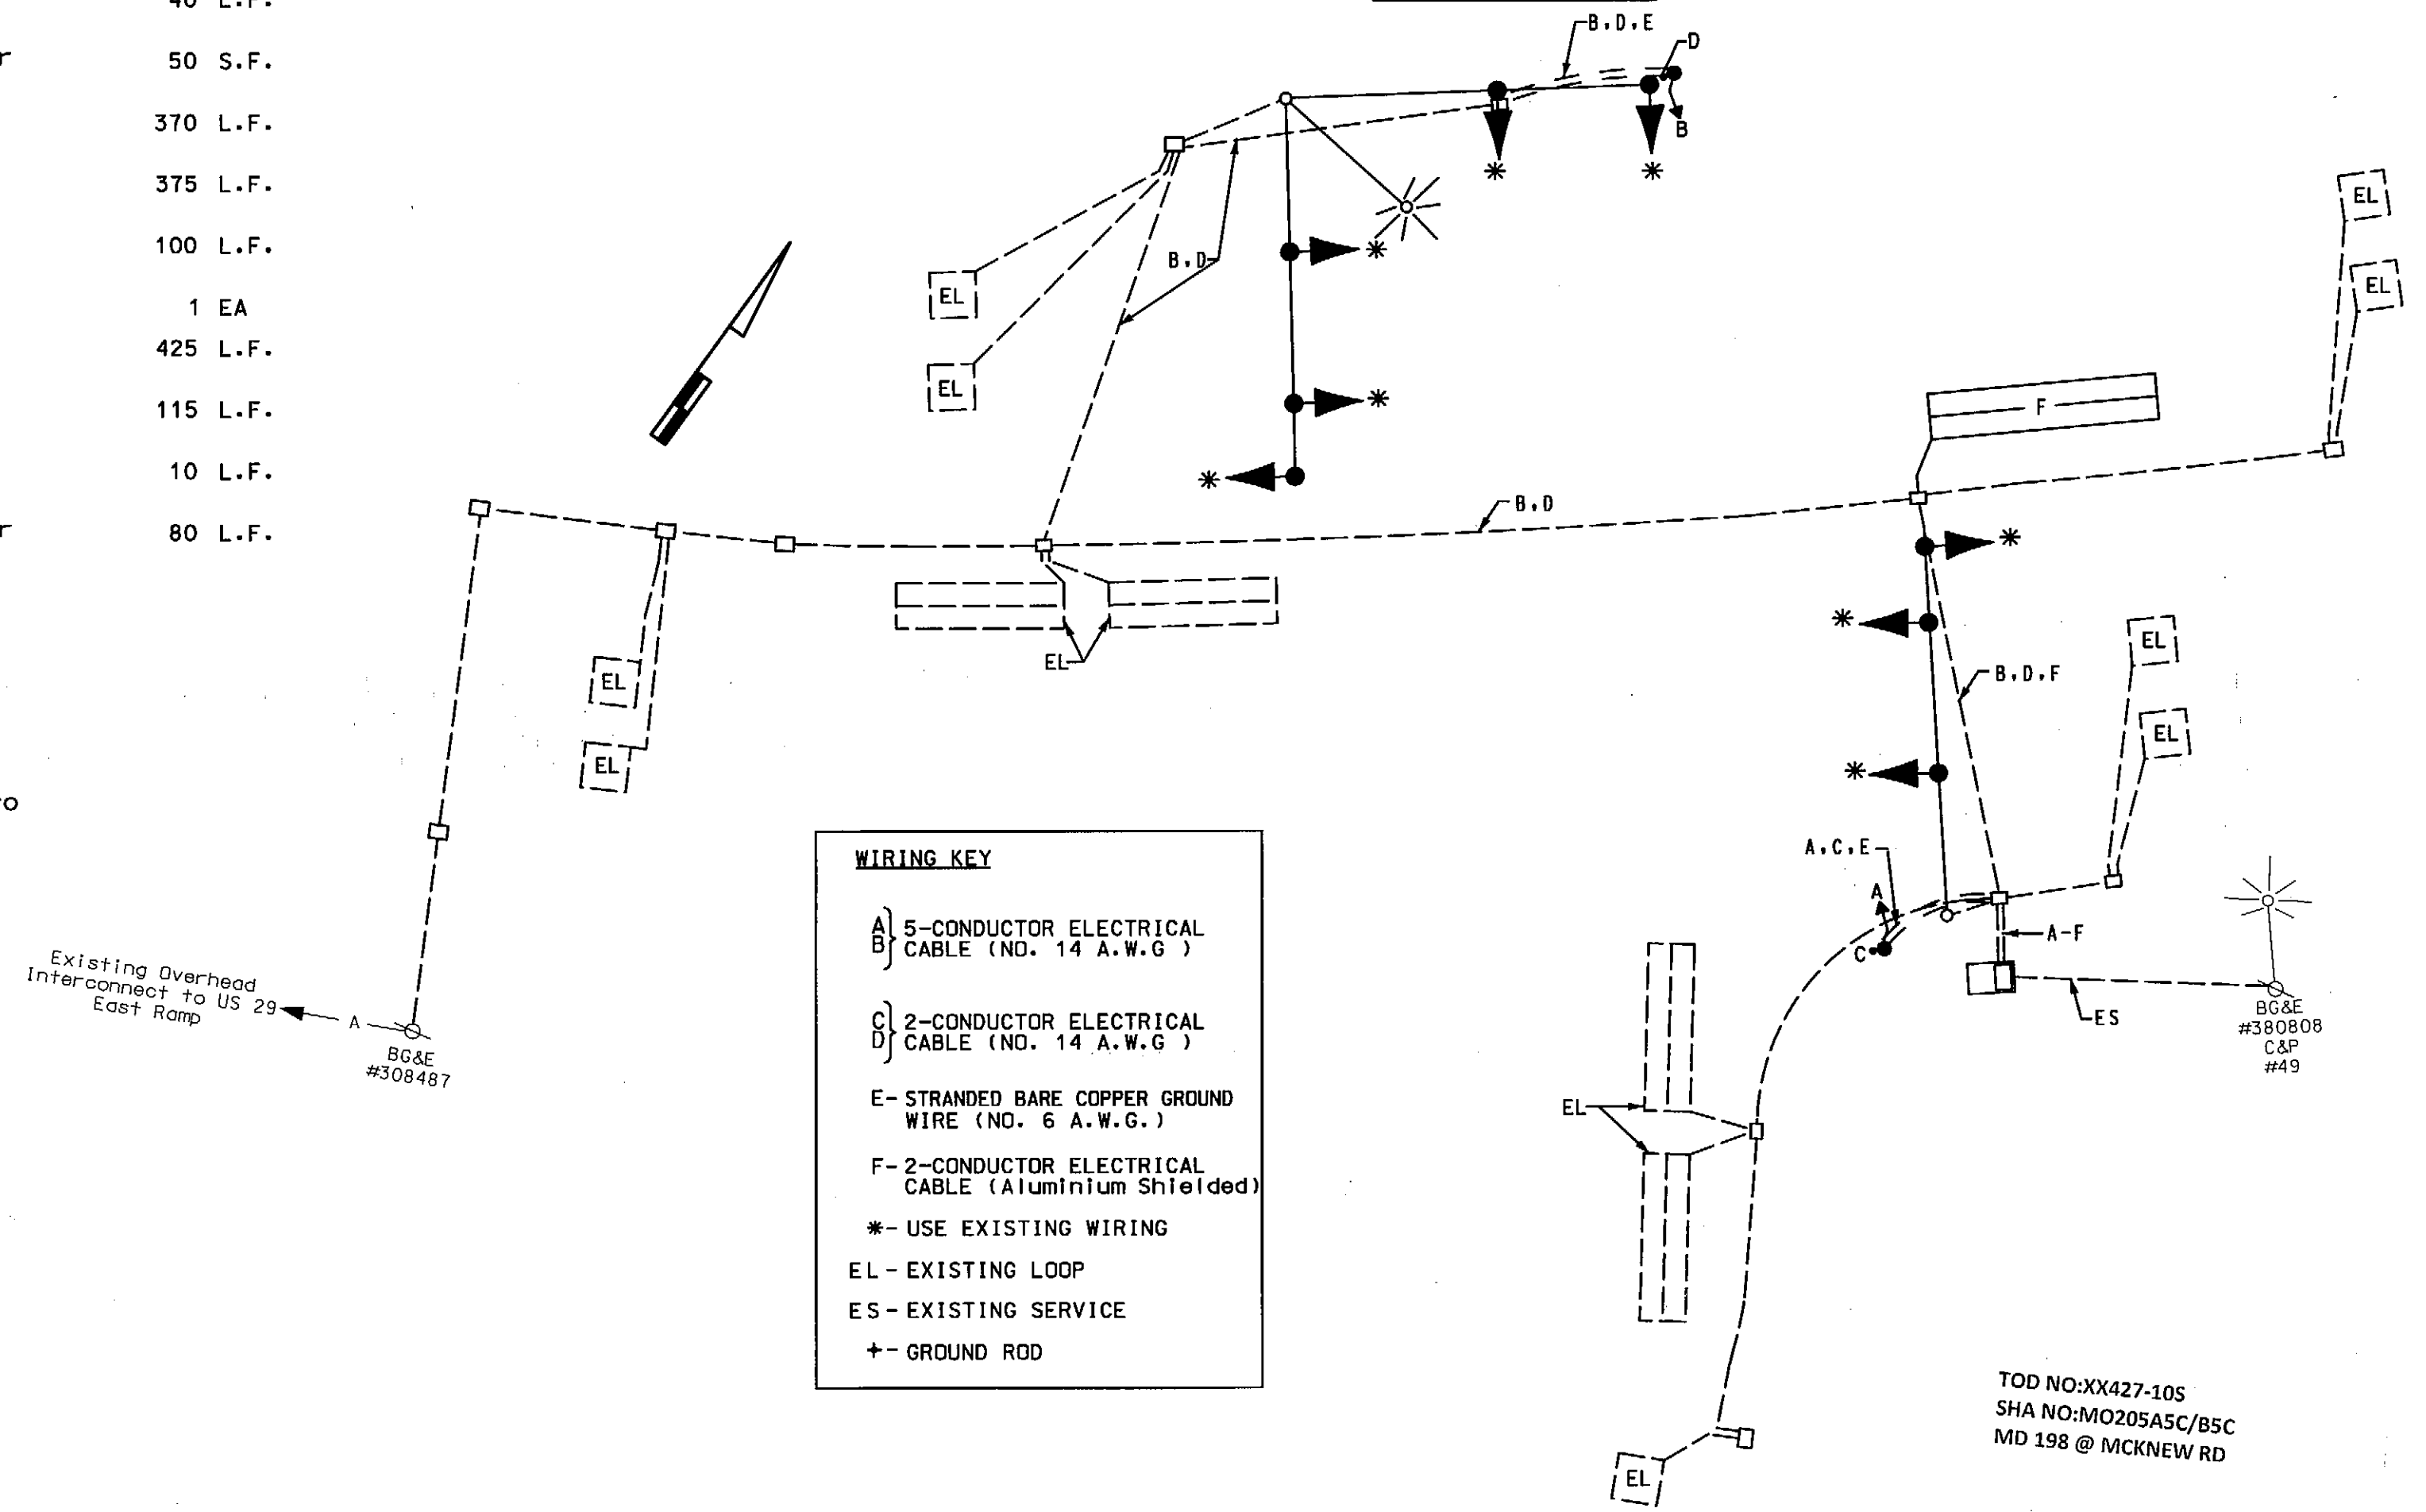 L.F.
r 50 S.F.
370 L.F.
375 L.F.
100 L.F.
1 EA
425 L.F.
115 L.F.
10 L.F.
r 80 L.F.
o
B,D,E
D
B
*
*
B,D
*
*
*
EL
EL
EL
EL
F
B,D
*
*
*
B,D,F
EL
EL
EL
EL
EL
A,C,E
A
C
A-F
ES
BG&E
#380808
C&P
#49
Existing Overhead
Interconnect to US 29
East Ramp
A
BG&E
#308487
WIRING KEY
A
B
5-CONDUCTOR ELECTRICAL
CABLE (NO. 14 A.W.G )
C
D
2-CONDUCTOR ELECTRICAL
CABLE (NO. 14 A.W.G )
E- STRANDED BARE COPPER GROUND
WIRE (NO. 6 A.W.G.)
F- 2-CONDUCTOR ELECTRICAL
CABLE (Aluminium Shielded)
*- USE EXISTING WIRING
EL - EXISTING LOOP
ES - EXISTING SERVICE
+- GROUND ROD
EL
EL
TOD NO:XX427-10S
SHA NO:MO205A5C/B5C
MD 198 @ MCKNEW RD